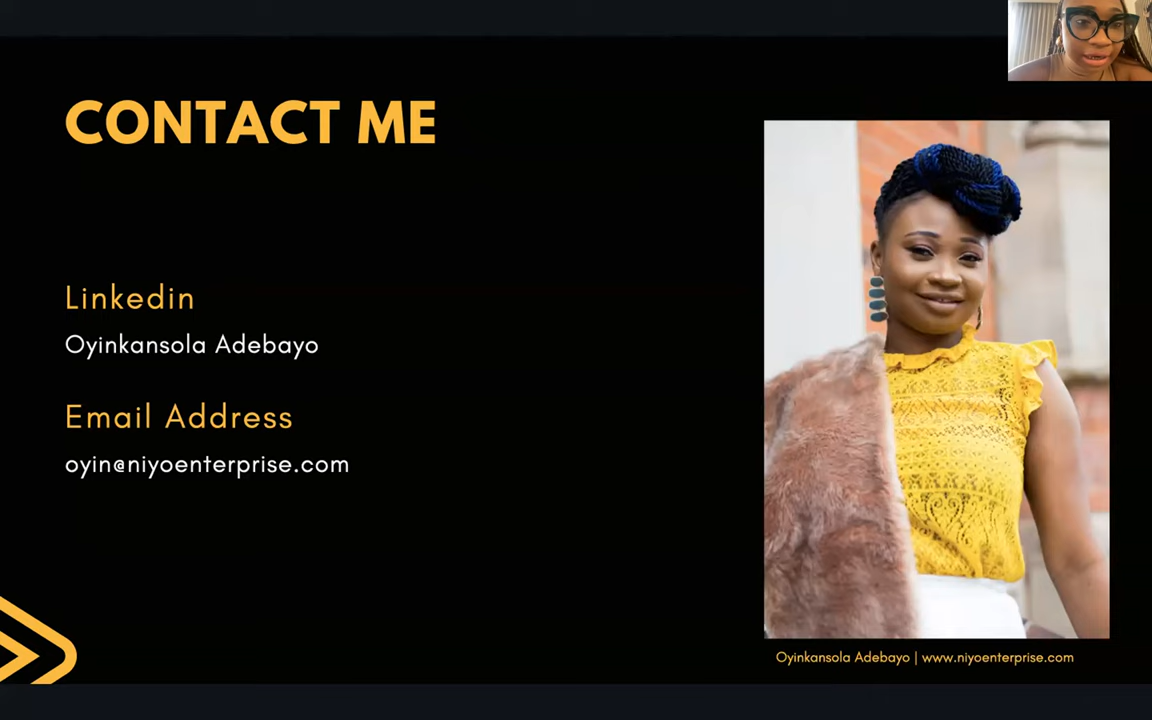 CONTACT ME
Linkedin
Oyinkansola Adebayo
Email Address
oyin@niyoenterprise.com
Oyinkansola Adebayo | www.niyoenterprise.com